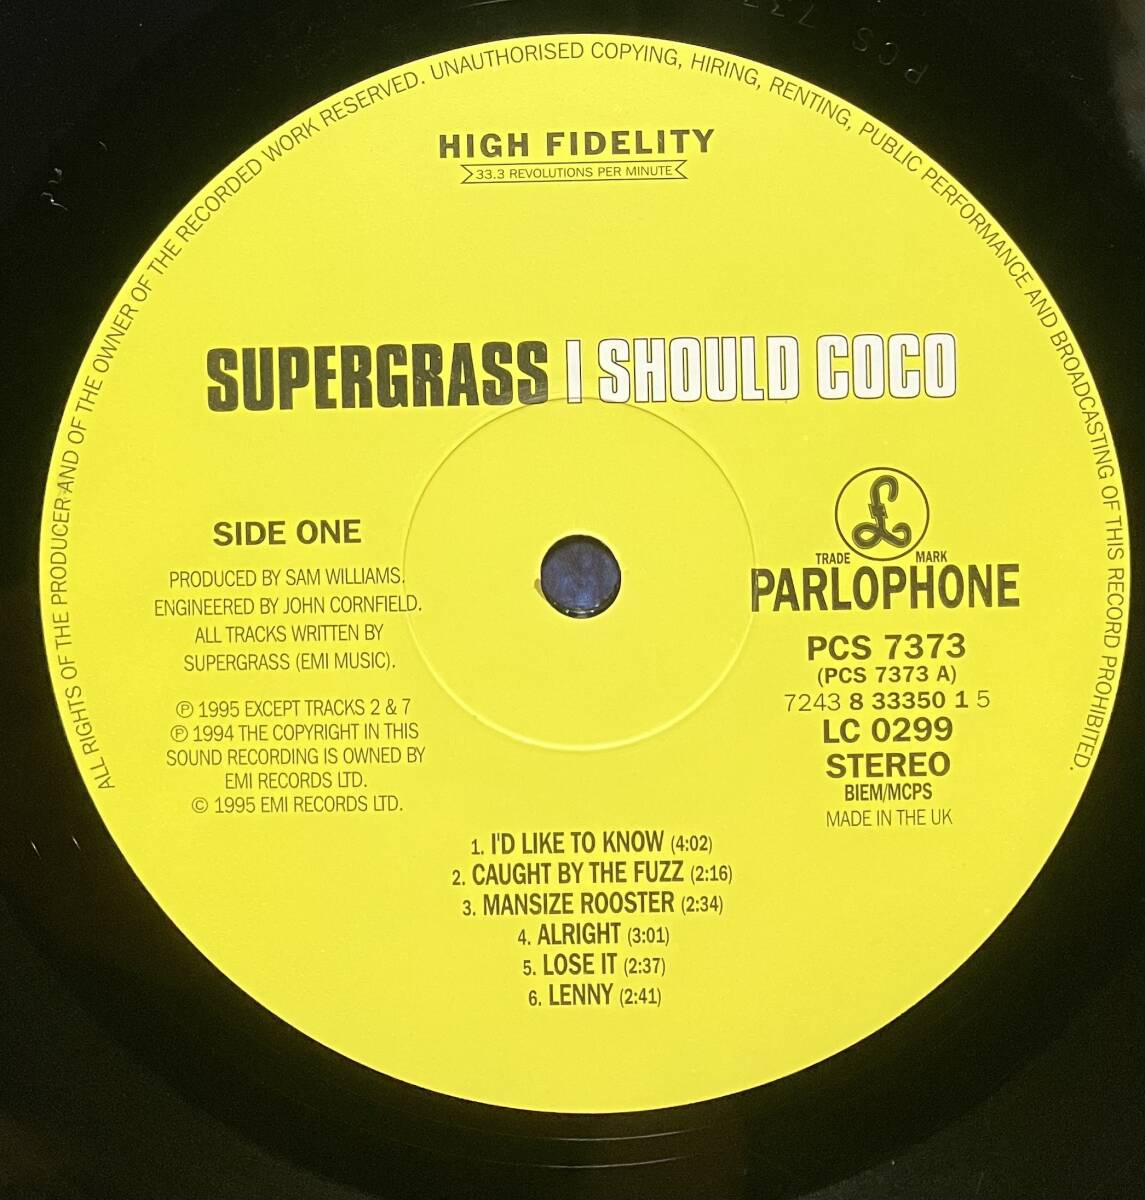 ALL RIGHTS OF THE PRODUCER AND OF THE OWNER OF THE RECORDED WORK RESERVED. UNAUTHORISED COPYING, HIRING, RENTING, PUBLIC PERFORMANCE AND BROADCASTING OF THIS RECORD PROHIBITED.
HIGH FIDELITY
33.3 REVOLUTIONS PER MINUTE
SUPERGRASS I SHOULD COCO
SIDE ONE
PRODUCED BY SAM WILLIAMS.
ENGINEERED BY JOHN CORNFIELD.
ALL TRACKS WRITTEN BY
SUPERGRASS (EMI MUSIC).
℗ 1995 EXCEPT TRACKS 2 & 7
℗ 1994 THE COPYRIGHT IN THIS
SOUND RECORDING IS OWNED BY
EMI RECORDS LTD.
© 1995 EMI RECORDS LTD.
£
TRADE MARK
PARLOPHONE
PCS 7373
(PCS 7373 A)
7243 8 33350 1 5
LC 0299
STEREO
BIEM/MCPS
MADE IN THE UK
1. I'D LIKE TO KNOW (4:02)
2. CAUGHT BY THE FUZZ (2:16)
3. MANSIZE ROOSTER (2:34)
4. ALRIGHT (3:01)
5. LOSE IT (2:37)
6. LENNY (2:41)
PCS 737